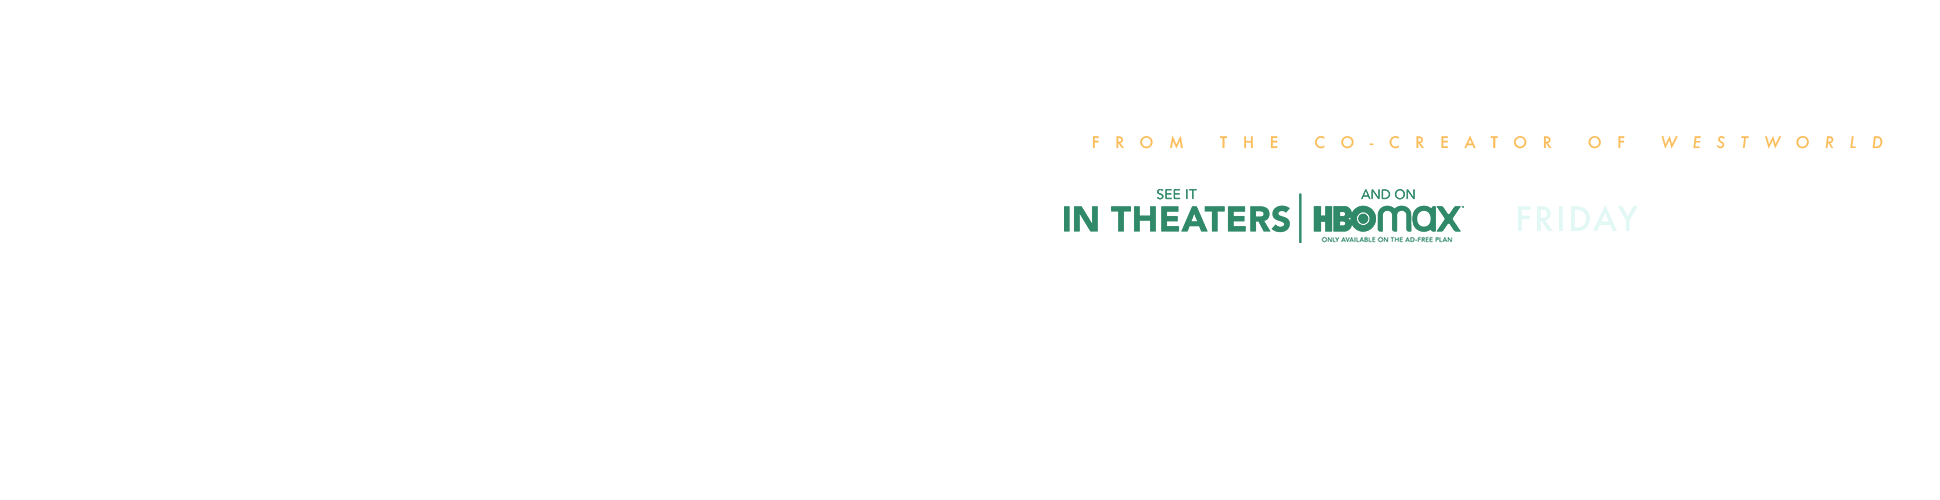 FROM THE CO-CREATOR OF WESTWORLD
SEE IT
IN THEATERS
AND ON
HBOMAX
ONLY AVAILABLE ON THE AD-FREE PLAN
FRIDAY